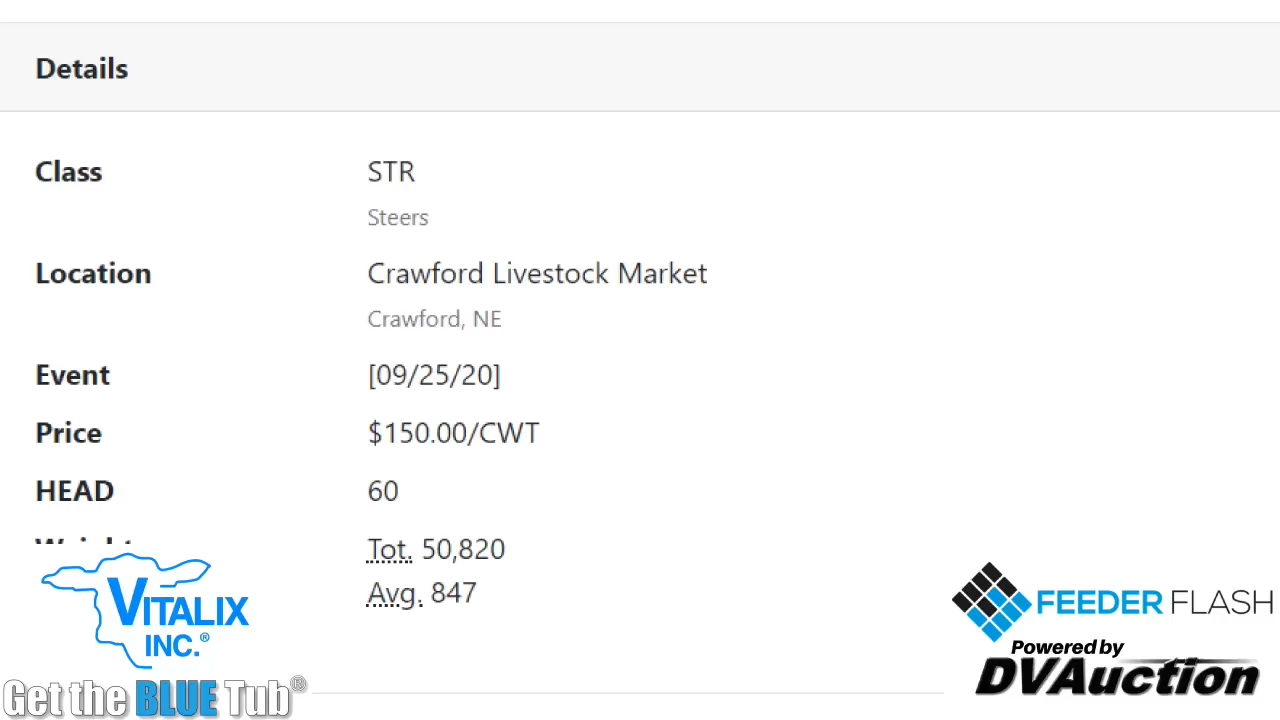 Details
Class STR
Steers
Location Crawford Livestock Market
Crawford, NE
Event [09/25/20]
Price $150.00/CWT
HEAD 60
Weight Tot. 50,820
Avg. 847
VITALIX
INC.®
Get the BLUE Tub®
FEEDER FLASH
Powered by
DVAuction